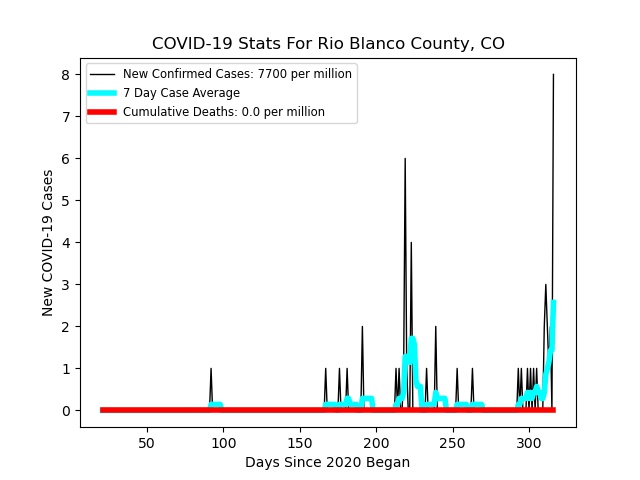 COVID-19 Stats For Rio Blanco County, CO
New Confirmed Cases: 7700 per million
7 Day Case Average
Cumulative Deaths: 0.0 per million
New COVID-19 Cases
8
7
6
5
4
3
2
1
0
50 100 150 200 250 300
Days Since 2020 Began